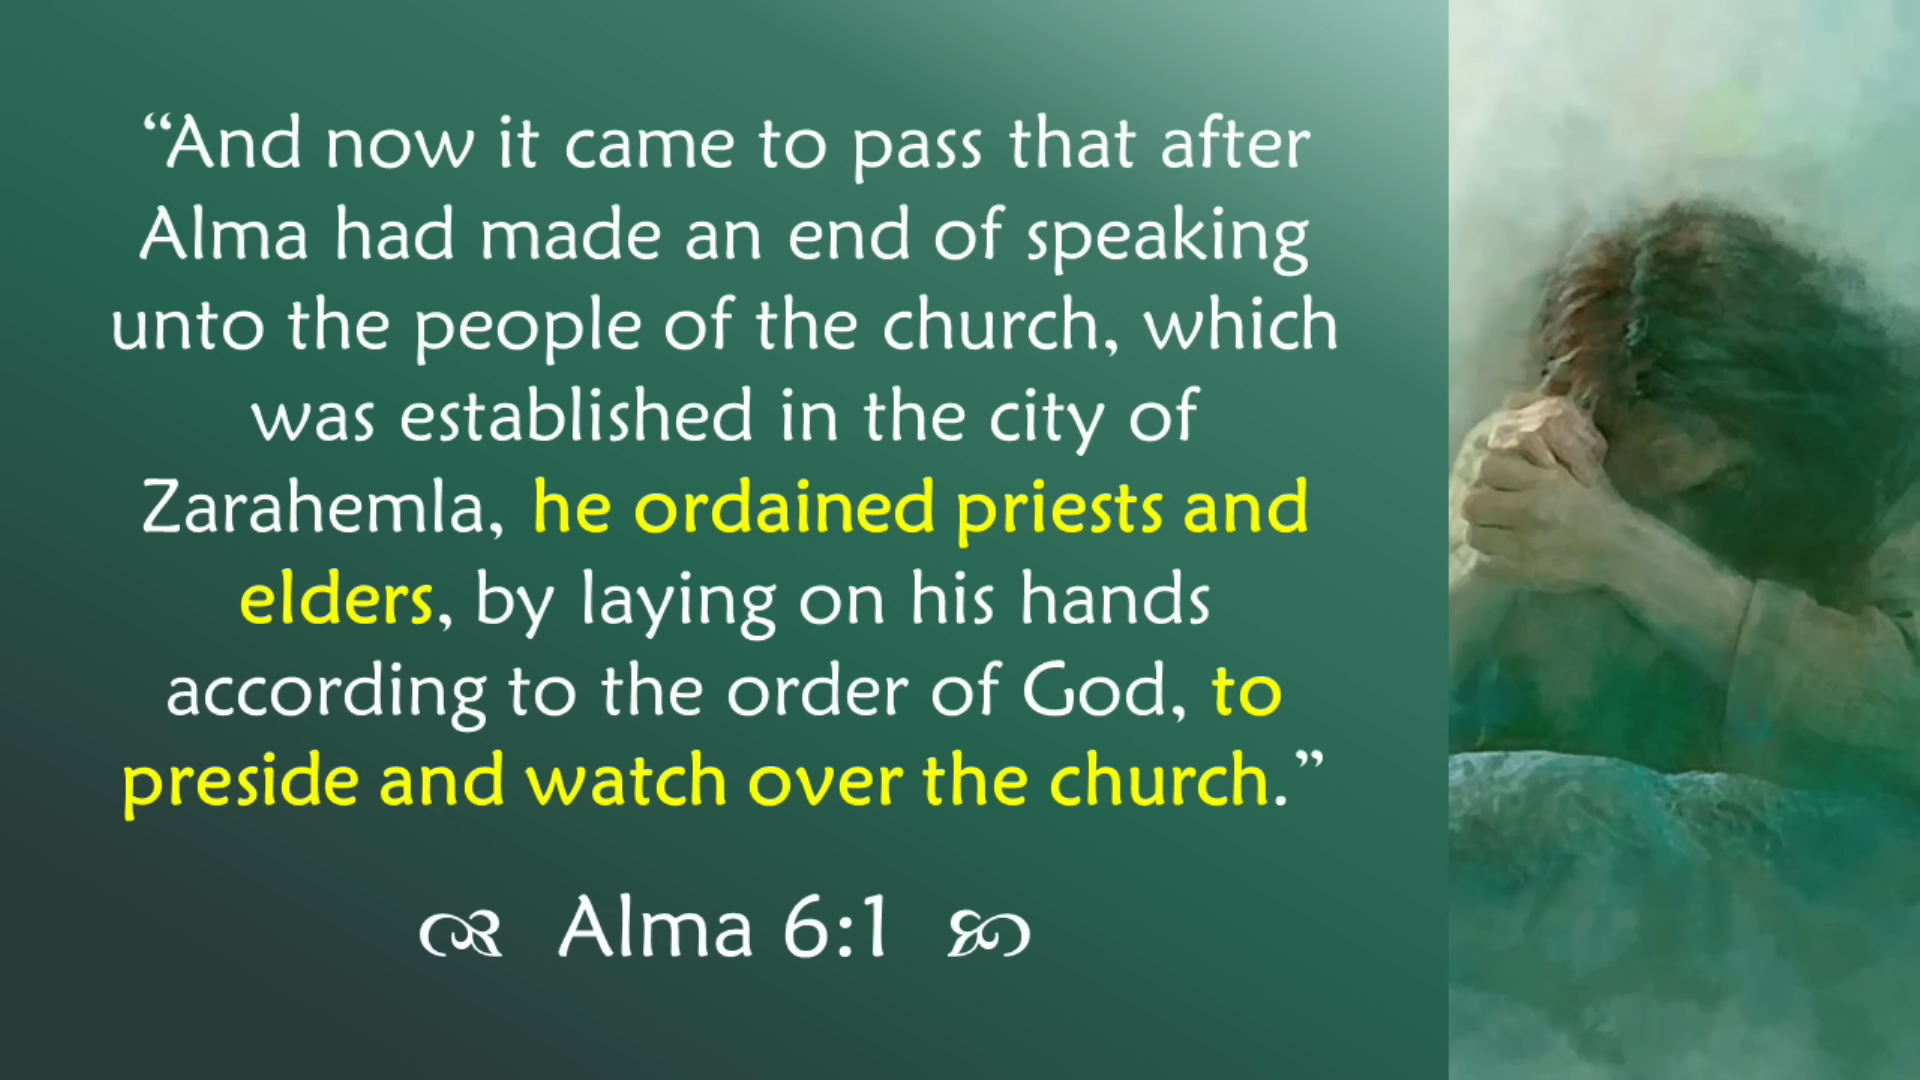 “And now it came to pass that after
Alma had made an end of speaking
unto the people of the church, which
was established in the city of
Zarahemla, he ordained priests and
elders, by laying on his hands
according to the order of God, to
preside and watch over the church.”
Alma 6:1